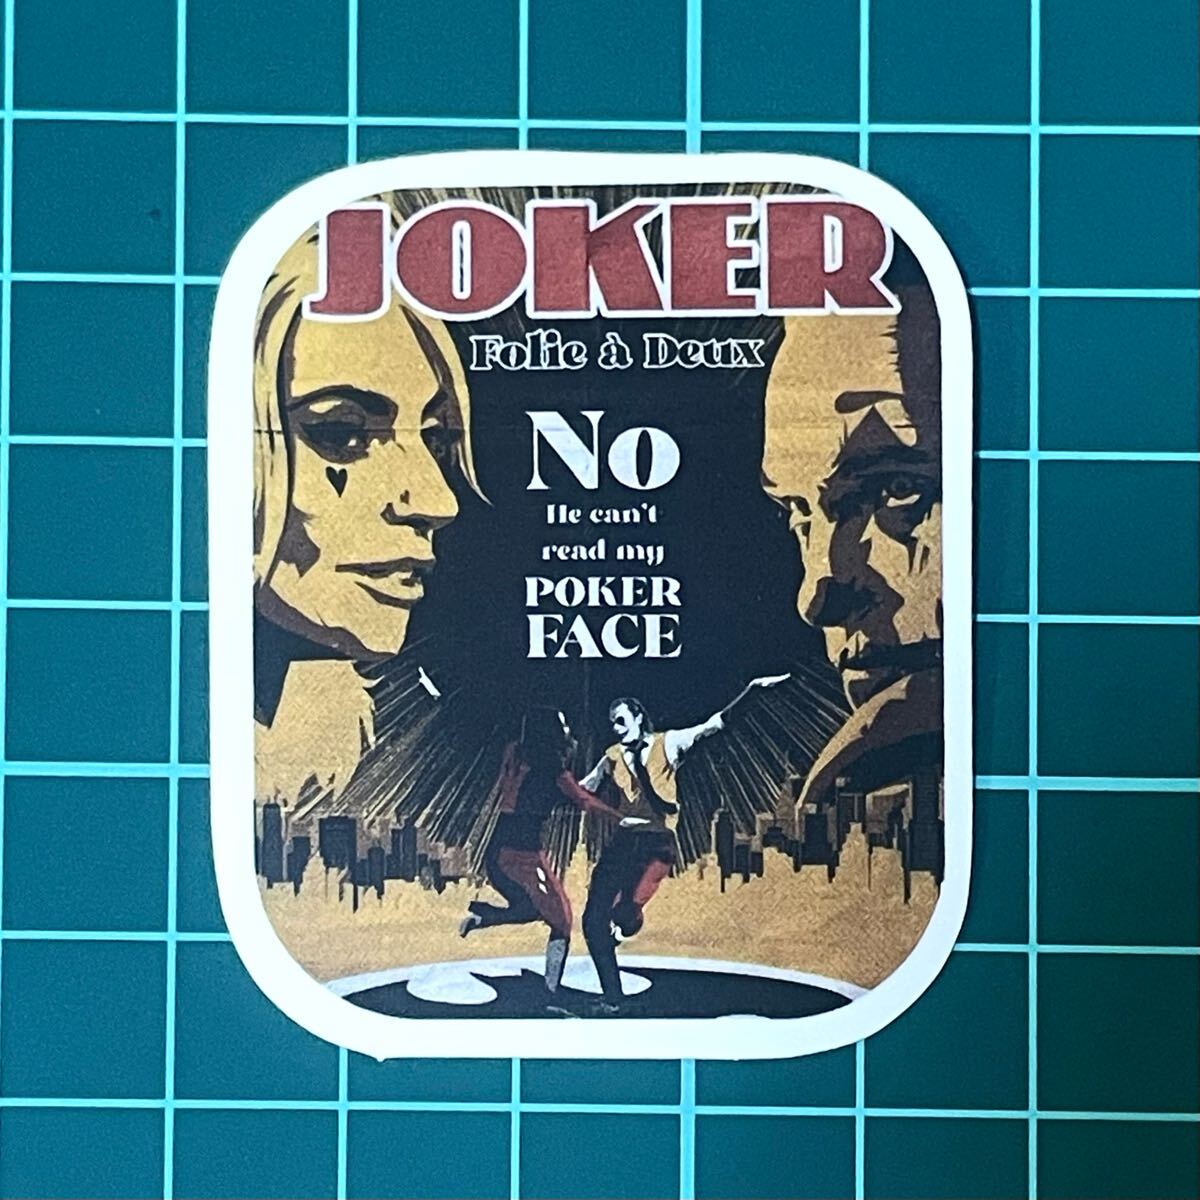 JOKER
Folie à Deux
No
He can't
read my
POKER
FACE